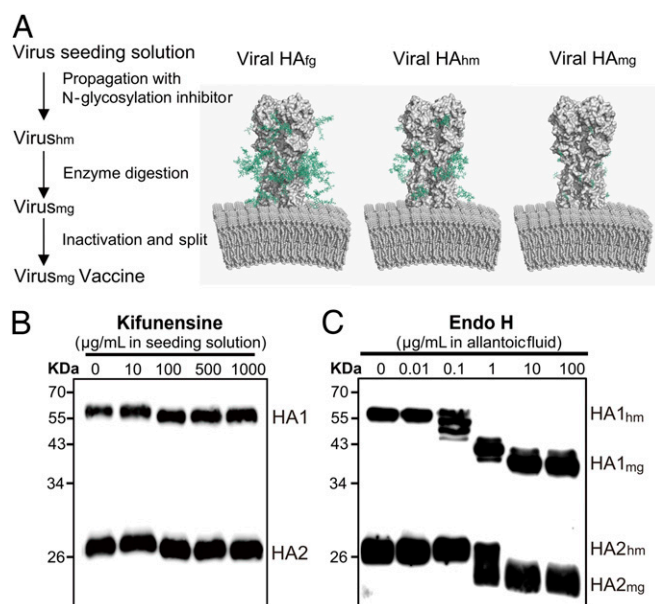 A
Virus seeding solution
Propagation with
N-glycosylation inhibitor
Virushm
Enzyme digestion
Virusmg
Inactivation and split
Virusmg Vaccine
Viral HAfg
Viral HAhm
Viral HAmg
B
Kifunensine
(µg/mL in seeding solution)
KDa 0 10 100 500 1000
70
55
43
34
26
HA1
HA2
C
Endo H
(µg/mL in allantoicfluid)
KDa 0 0.01 0.1 1 10 100
70
55
43
34
26
HA1hm
HA1mg
HA2hm
HA2mg